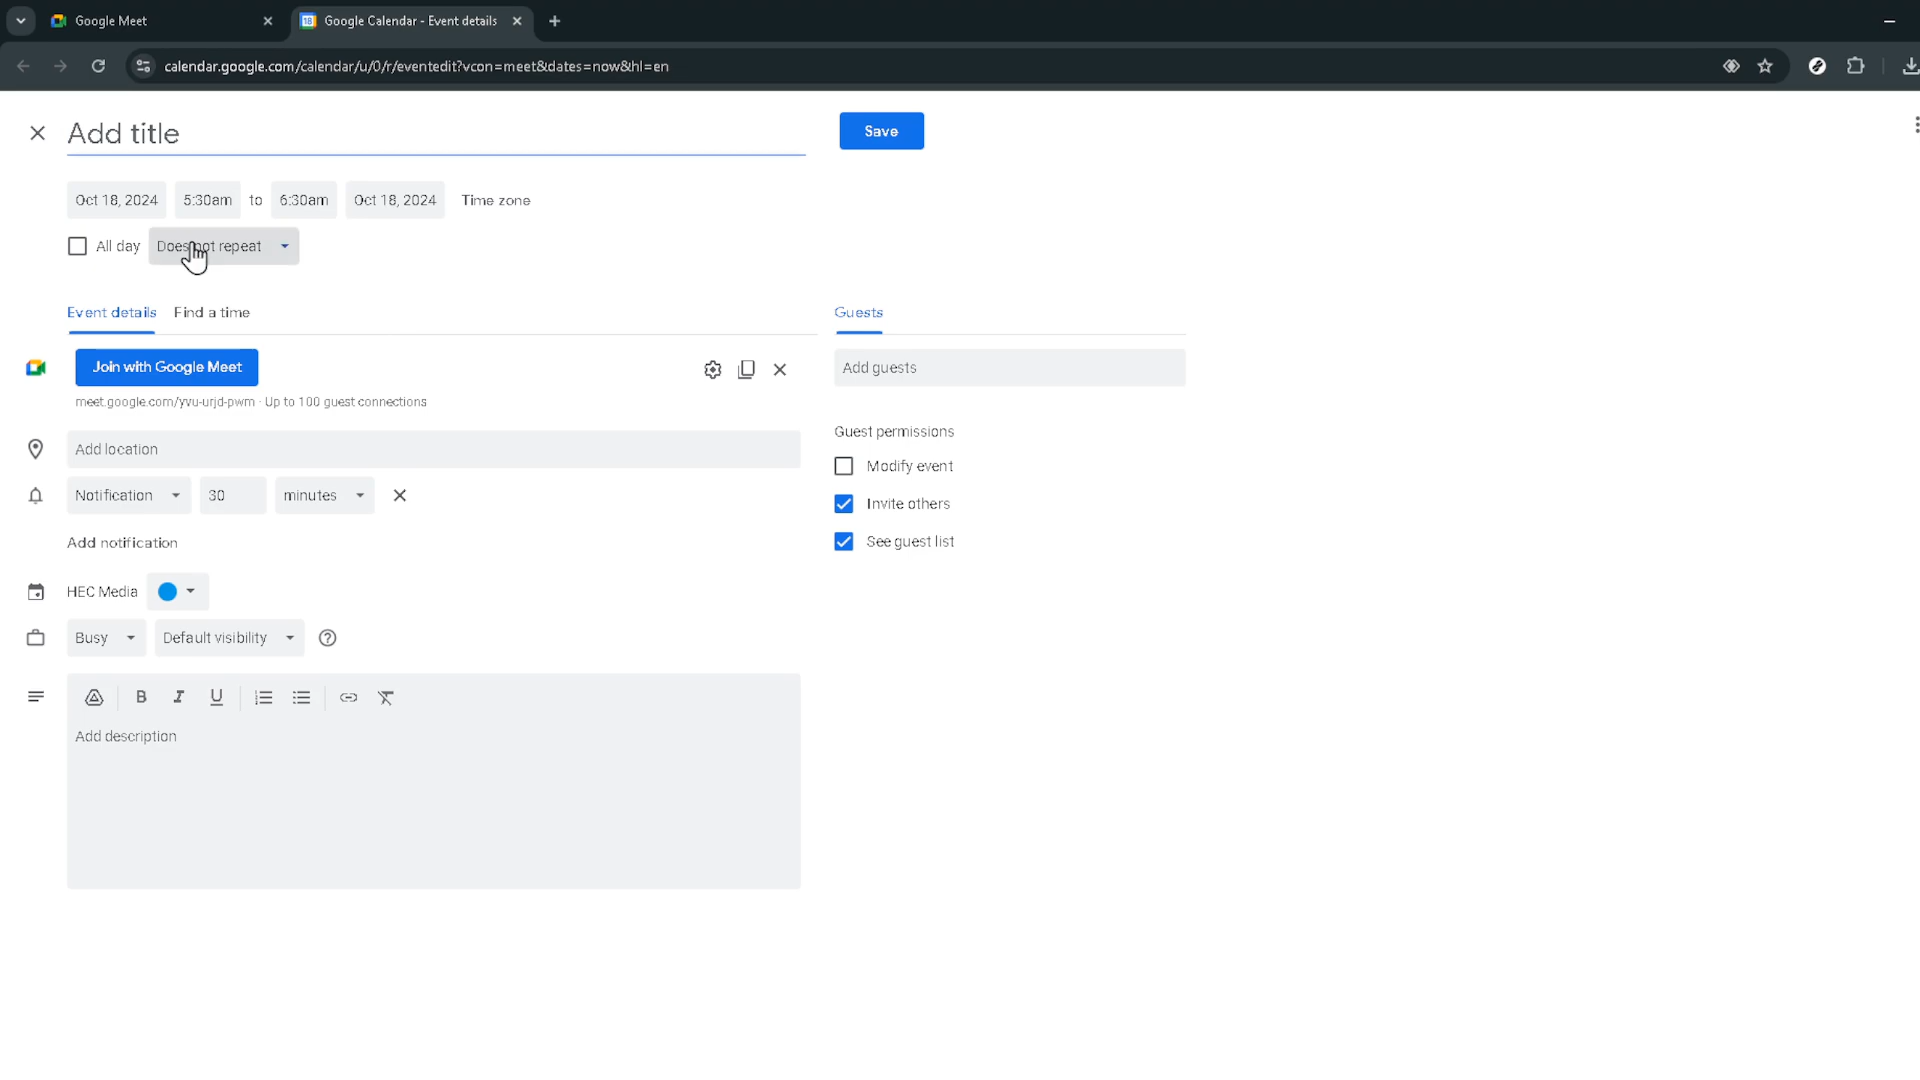 Google Meet
Google Calendar - Event details
calendar.google.com/calendar/u/0/r/eventedit?vcon=meet&dates=now&hl=en
Add title
Save
Oct 18, 2024 5:30am to 6:30am Oct 18, 2024 Time zone
All day Does not repeat
Event details Find a time
Guests
Join with Google Meet
meet.google.com/yvu-urjd-pwm · Up to 100 guest connections
Add guests
Guest permissions
Add location
Modify event
Notification 30 minutes
Invite others
Add notification
See guest list
HEC Media
Busy Default visibility
B I U
Add description